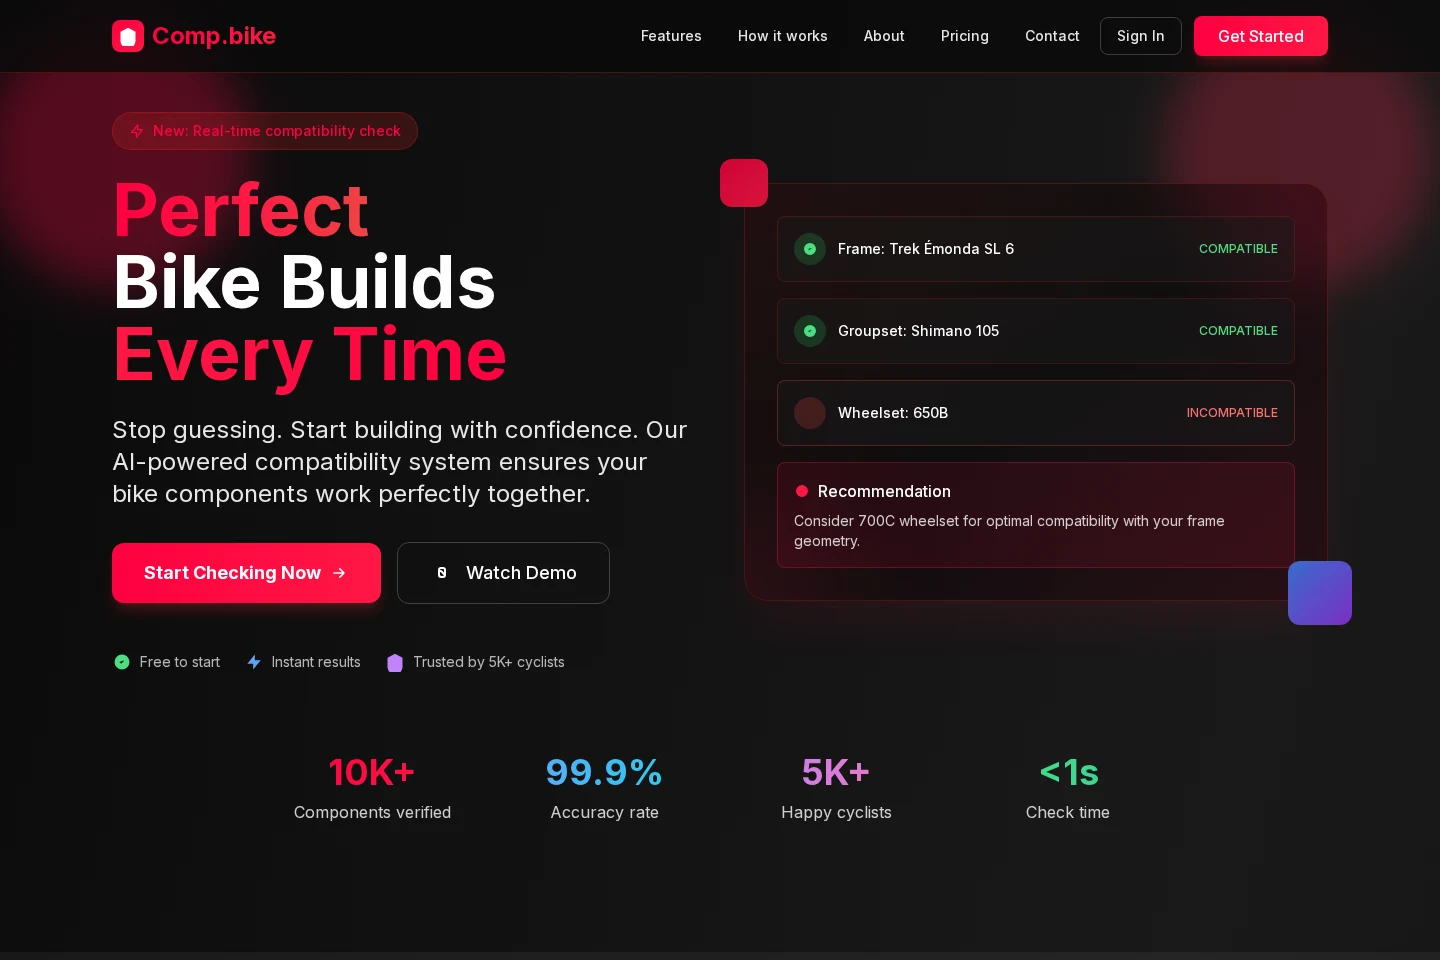 Comp.bike
Features
How it works
About
Pricing
Contact
Sign In
Get Started
New: Real-time compatibility check
Perfect
Bike Builds
Every Time
Stop guessing. Start building with confidence. Our
AI-powered compatibility system ensures your
bike components work perfectly together.
Start Checking Now →
Watch Demo
Free to start
Instant results
Trusted by 5K+ cyclists
Frame: Trek Émonda SL 6
COMPATIBLE
Groupset: Shimano 105
COMPATIBLE
Wheelset: 650B
INCOMPATIBLE
Recommendation
Consider 700C wheelset for optimal compatibility with your frame
geometry.
10K+
Components verified
99.9%
Accuracy rate
5K+
Happy cyclists
<1s
Check time